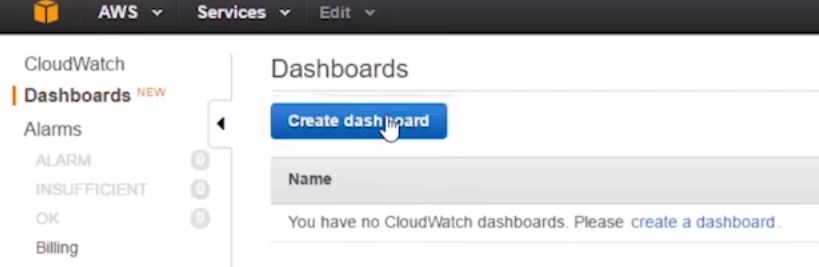 AWS Services Edit
CloudWatch
Dashboards NEW
Alarms
ALARM 0
INSUFFICIENT 0
OK 0
Billing
Dashboards
Create dashboard
Name
You have no CloudWatch dashboards. Please create a dashboard.